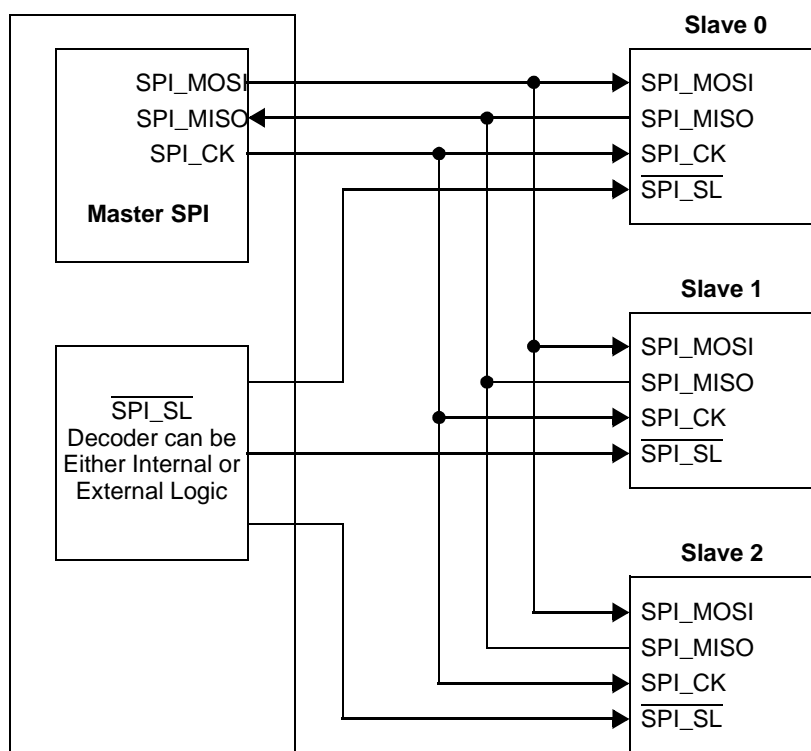 Slave 0
SPI_MOSI
SPI_MISO
SPI_CK
Master SPI
SPI_MOSI
SPI_MISO
SPI_CK
SPI_SL
Slave 1
SPI_SL
Decoder can be
Either Internal or
External Logic
SPI_MOSI
SPI_MISO
SPI_CK
SPI_SL
Slave 2
SPI_MOSI
SPI_MISO
SPI_CK
SPI_SL